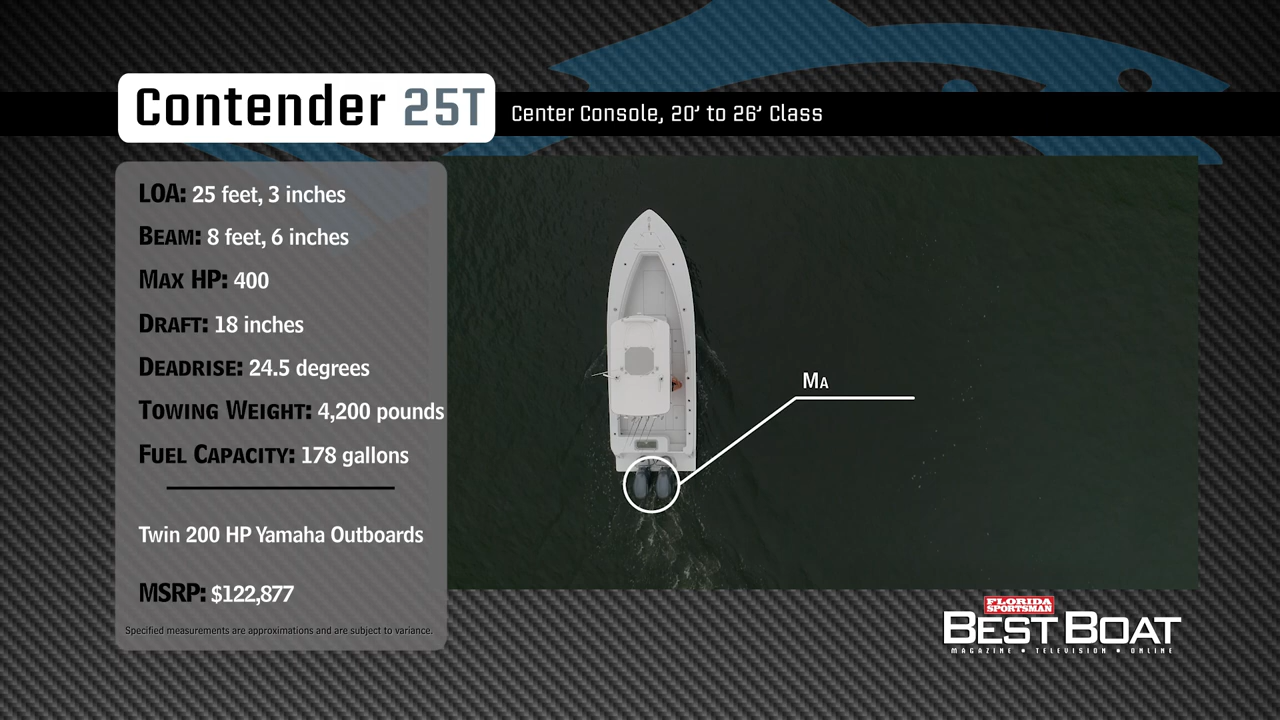 Contender 25T
Center Console, 20' to 26' Class
LOA: 25 feet, 3 inches
BEAM: 8 feet, 6 inches
MAX HP: 400
DRAFT: 18 inches
DEADRISE: 24.5 degrees
TOWING WEIGHT: 4,200 pounds
FUEL CAPACITY: 178 gallons
Twin 200 HP Yamaha Outboards
MSRP: $122,877
Specified measurements are approximations and are subject to variance.
MA
FLORIDA
SPORTSMAN
BEST BOAT
MAGAZINE • TELEVISION • ONLINE